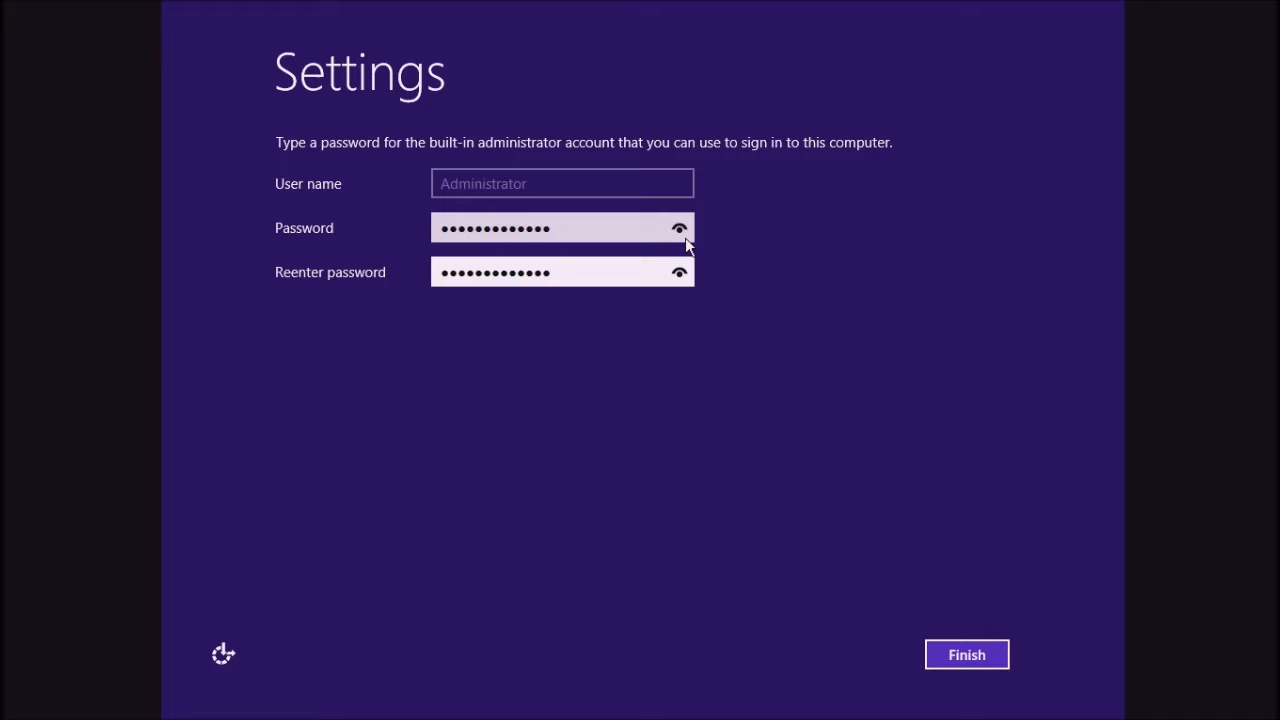 Settings
Type a password for the built-in administrator account that you can use to sign in to this computer.
User name Administrator
Password •••••••••••••
Reenter password •••••••••••••
Finish